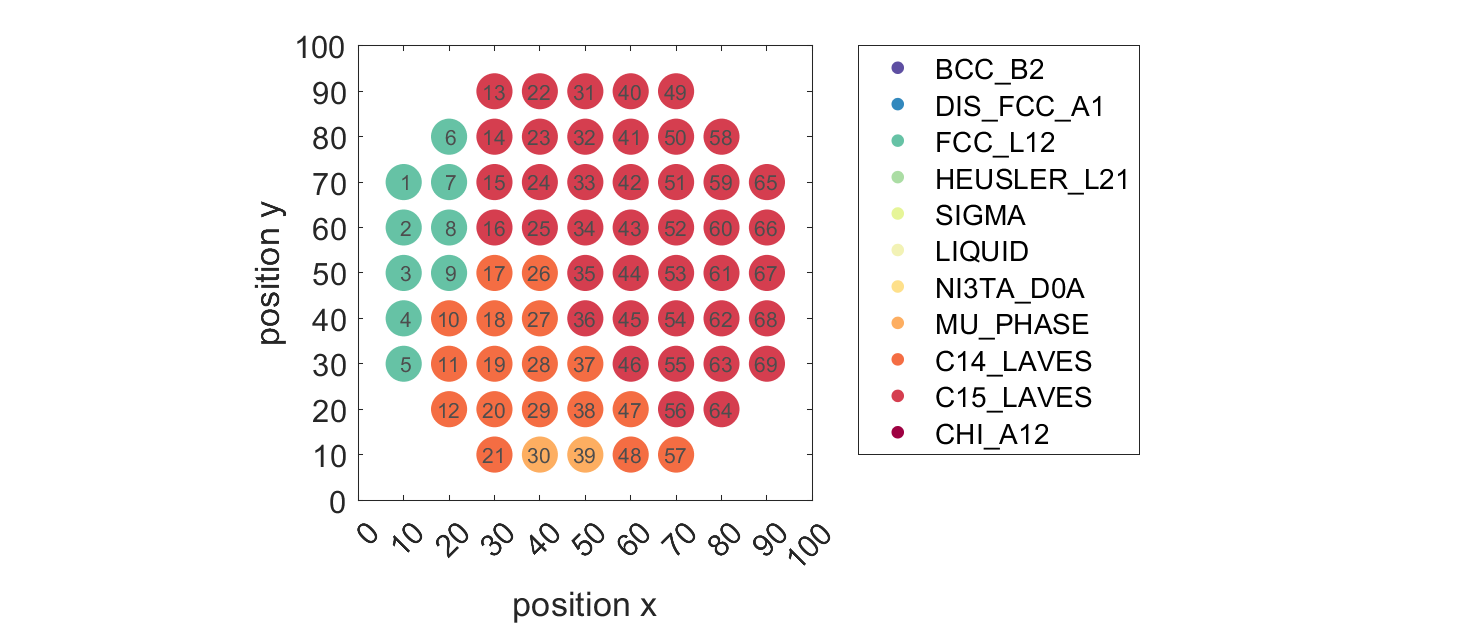 100
90 13 22 31 40 49
80 6 14 23 32 41 50 58
70 1 7 15 24 33 42 51 59 65
60 2 8 16 25 34 43 52 60 66
50 3 9 17 26 35 44 53 61 67
40 4 10 18 27 36 45 54 62 68
30 5 11 19 28 37 46 55 63 69
20 12 20 29 38 47 56 64
10 21 30 39 48 57
0
position y
0 10 20 30 40 50 60 70 80 90 100
position x
BCC_B2
DIS_FCC_A1
FCC_L12
HEUSLER_L21
SIGMA
LIQUID
NI3TA_D0A
MU_PHASE
C14_LAVES
C15_LAVES
CHI_A12